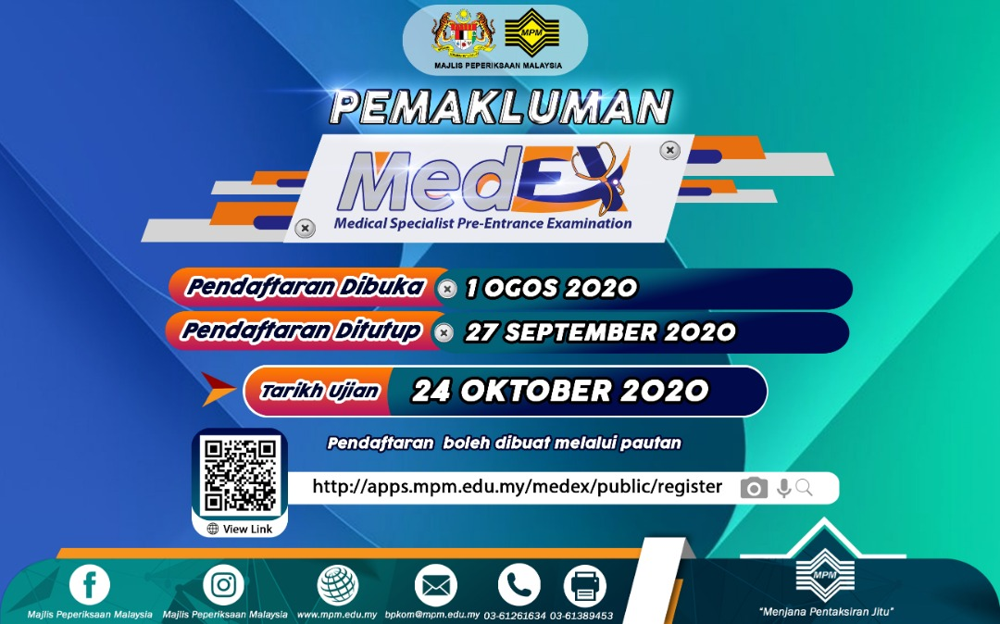 MPM
MAJLIS PEPERIKSAAN MALAYSIA
PEMAKLUMAN
MedEX
Medical Specialist Pre-Entrance Examination
Pendaftaran Dibuka 1 OGOS 2020
Pendaftaran Ditutup 27 SEPTEMBER 2020
Tarikh Ujian 24 OKTOBER 2020
Pendaftaran boleh dibuat melalui pautan
http://apps.mpm.edu.my/medex/public/register
View Link
MPM
Majlis Peperiksaan Malaysia Majlis Peperiksaan Malaysia www.mpm.edu.my bpkom@mpm.edu.my 03-61261634 03-61389453
"Menjana Pentaksiran Jitu"